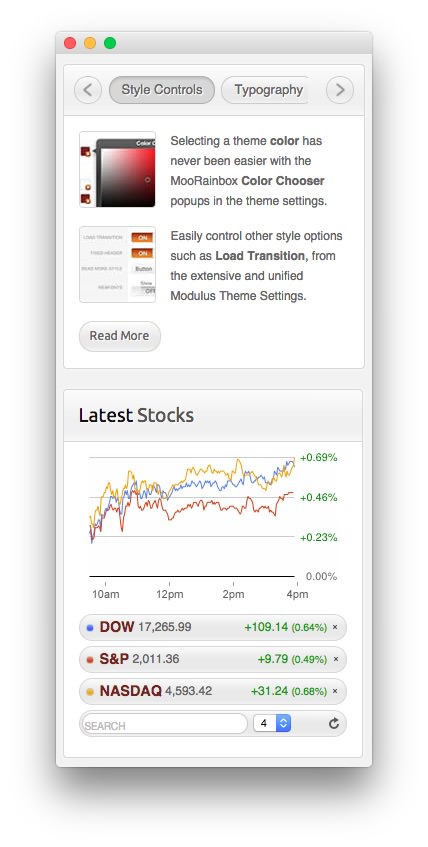 Style Controls
Typography
Color C
Selecting a theme color has
never been easier with the
MooRainbox Color Chooser
popups in the theme settings.
LOAD TRANSITION ON
FIXED HEADER ON
READ MORE STYLE Button
WEBFONTS Show OFF
Easily control other style options
such as Load Transition, from
the extensive and unified
Modulus Theme Settings.
Read More
Latest Stocks
+0.69%
+0.46%
+0.23%
0.00%
10am 12pm 2pm 4pm
DOW 17,265.99 +109.14 (0.64%) ×
S&P 2,011.36 +9.79 (0.49%) ×
NASDAQ 4,593.42 +31.24 (0.68%) ×
SEARCH 4